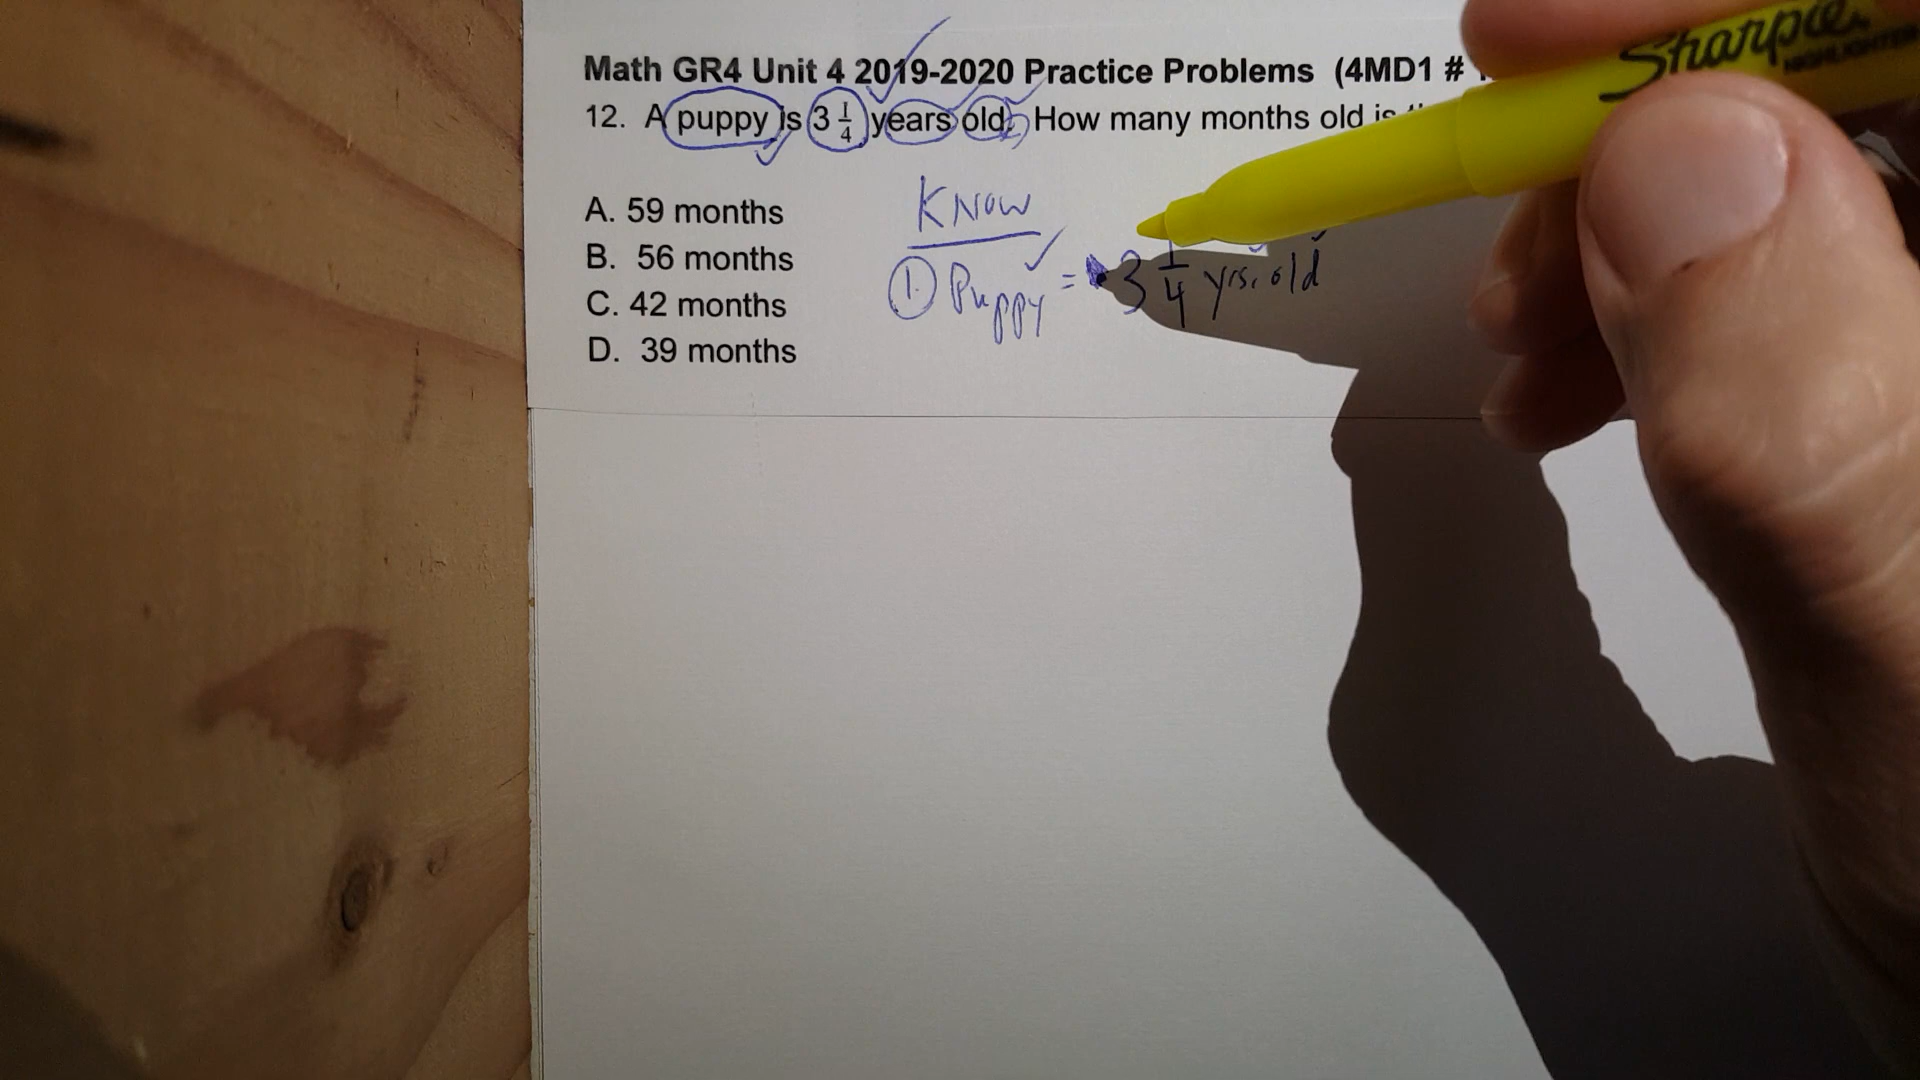 Math GR4 Unit 4 2019-2020 Practice Problems (4MD1 #
12. A puppy is 3 1/4 years old. How many months old is
A. 59 months
B. 56 months
C. 42 months
D. 39 months
KNOW
1. Puppy = 3 1/4 yrs. old
Sharpie
HIGHLIGHTER